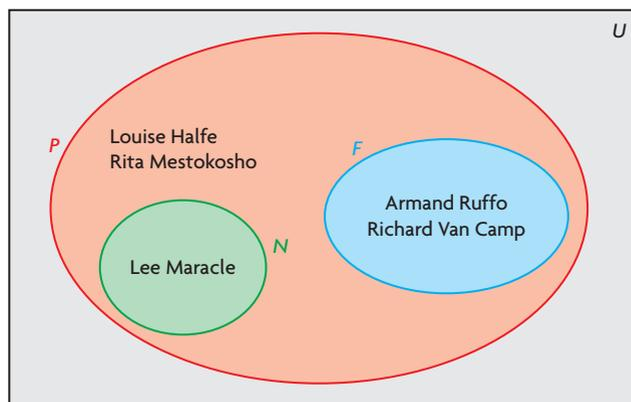 U
P
Louise Halfe
Rita Mestokosho
F
Armand Ruffo
Richard Van Camp
N
Lee Maracle